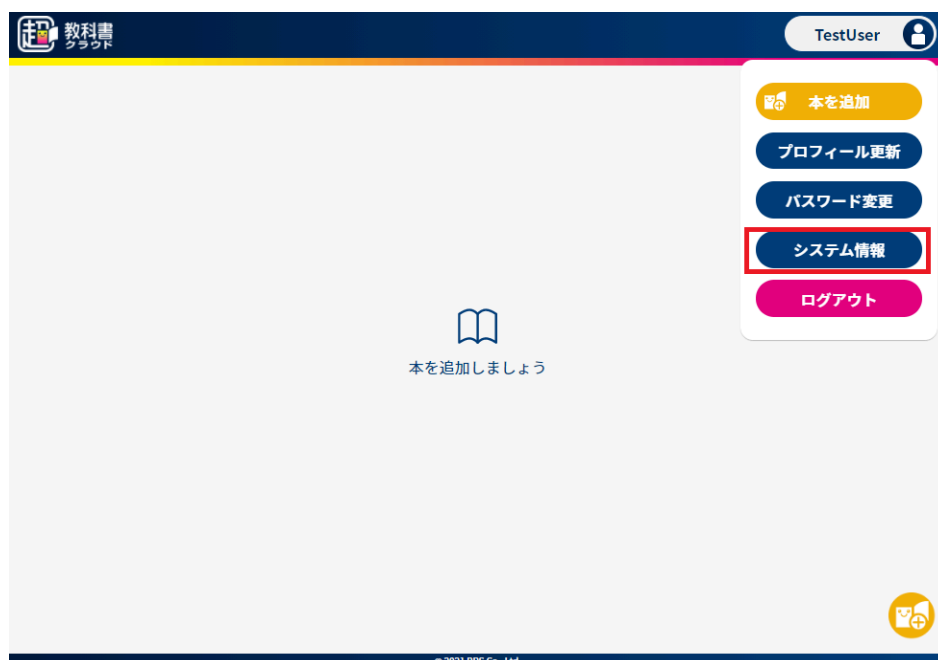 超 教科書
クラウド
TestUser
本を追加
プロフィール更新
パスワード変更
システム情報
ログアウト
本を追加しましょう